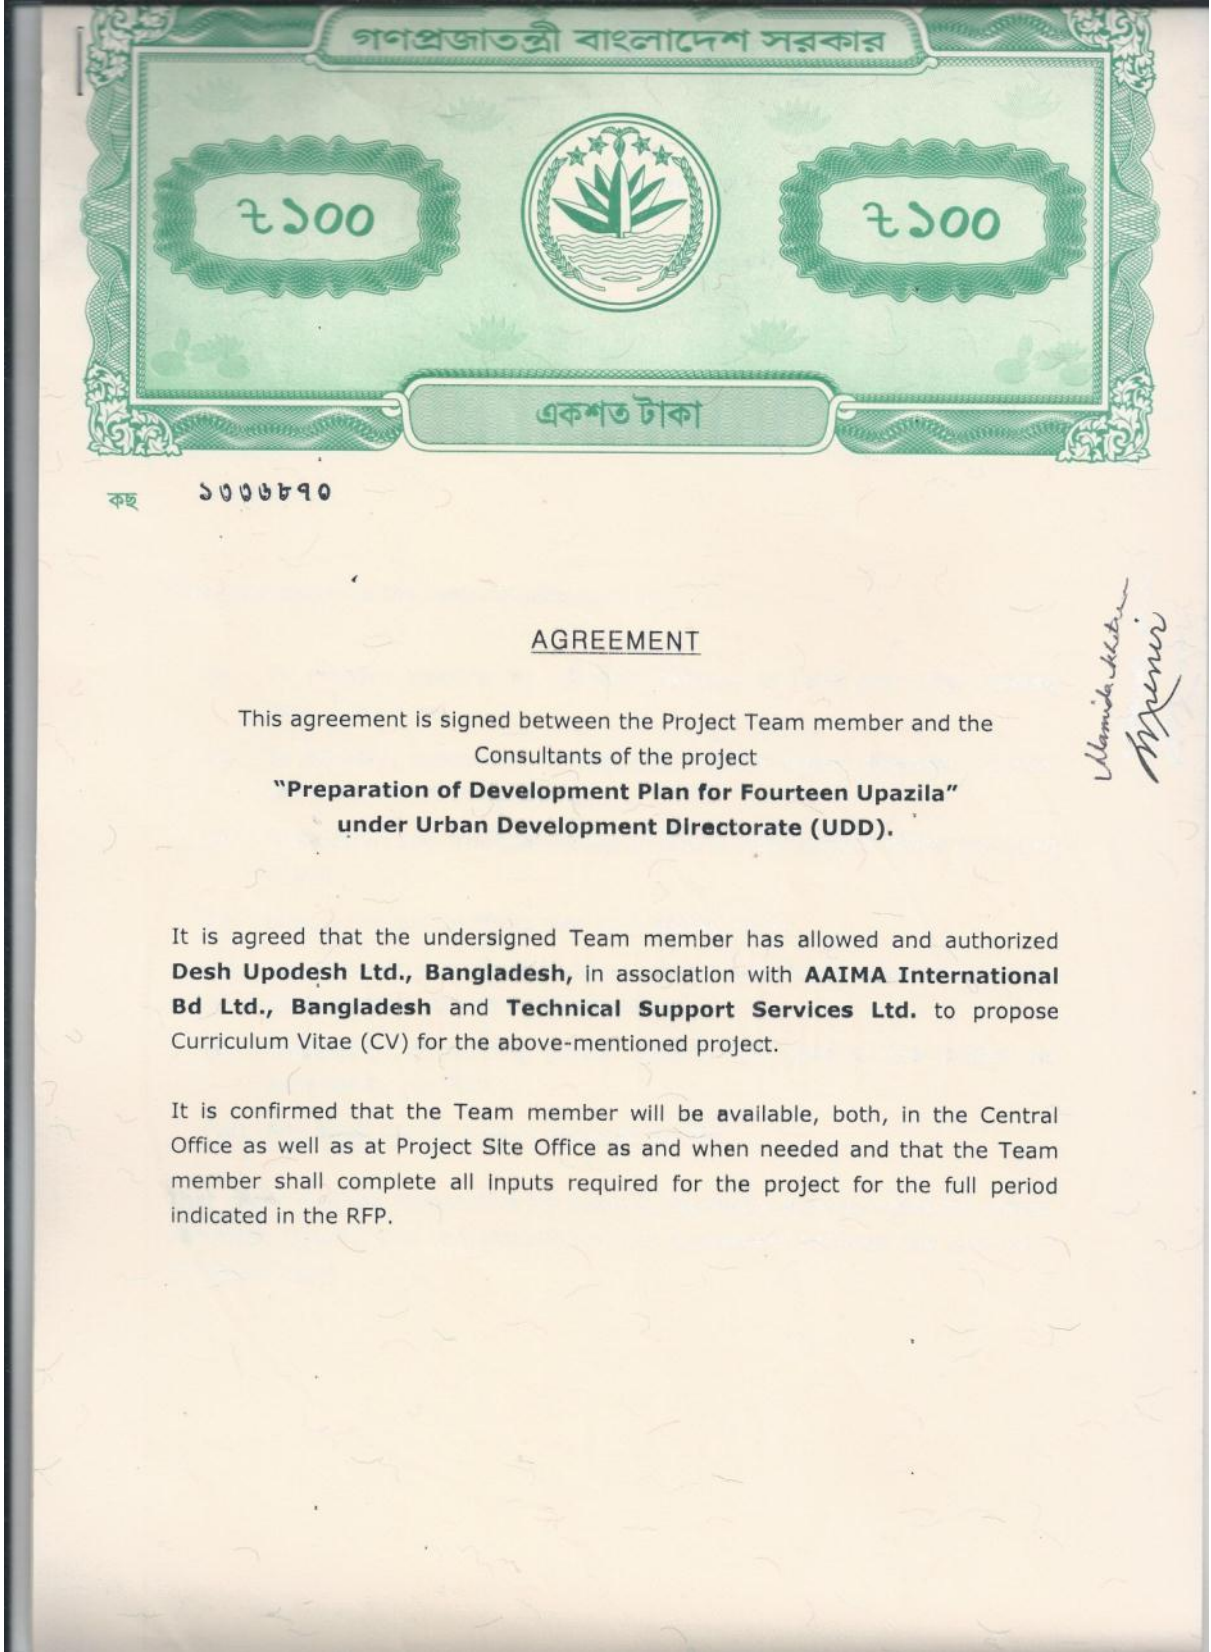 গণপ্রজাতন্ত্রী বাংলাদেশ সরকার
৳১০০
৳১০০
একশত টাকা
কছ ১৩৩৬৮৭০
AGREEMENT
This agreement is signed between the Project Team member and the
Consultants of the project
“Preparation of Development Plan for Fourteen Upazila”
under Urban Development Directorate (UDD).
It is agreed that the undersigned Team member has allowed and authorized
Desh Upodesh Ltd., Bangladesh, in association with AAIMA International
Bd Ltd., Bangladesh and Technical Support Services Ltd. to propose
Curriculum Vitae (CV) for the above-mentioned project.
It is confirmed that the Team member will be available, both, in the Central
Office as well as at Project Site Office as and when needed and that the Team
member shall complete all inputs required for the project for the full period
indicated in the RFP.